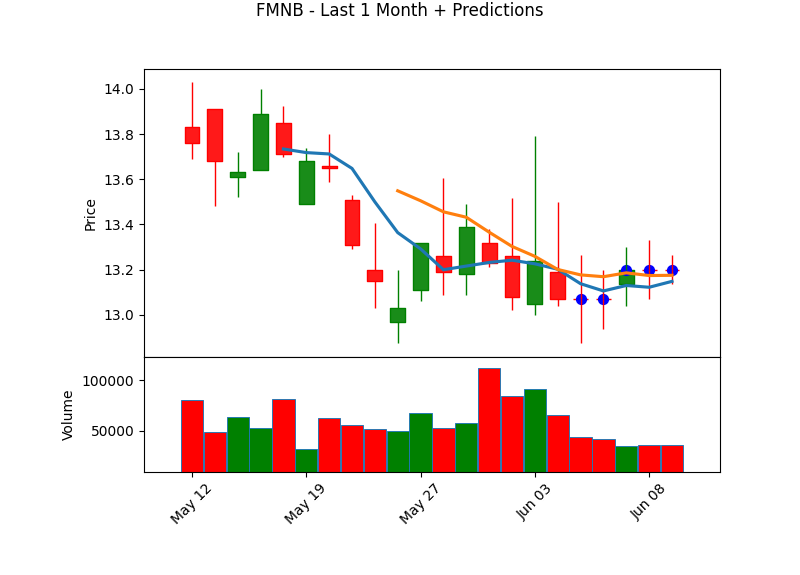 FMNB - Last 1 Month + Predictions
14.0
13.8
13.6
13.4
13.2
13.0
Price
100000
50000
Volume
May 12
May 19
May 27
Jun 03
Jun 08